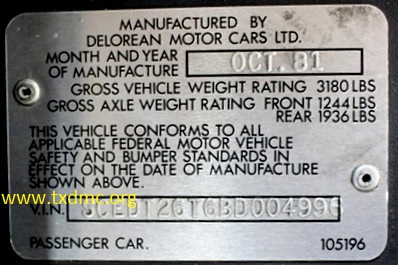 MANUFACTURED BY
DELOREAN MOTOR CARS LTD.
MONTH AND YEAR
OF MANUFACTURE OCT. 81
GROSS VEHICLE WEIGHT RATING 3180 LBS
GROSS AXLE WEIGHT RATING FRONT 1244 LBS
REAR 1936 LBS
THIS VEHICLE CONFORMS TO ALL
APPLICABLE FEDERAL MOTOR VEHICLE
SAFETY AND BUMPER STANDARDS IN
EFFECT ON THE DATE OF MANUFACTURE
SHOWN ABOVE.
www.txdmc.org
V.I.N.
PASSENGER CAR. 105196